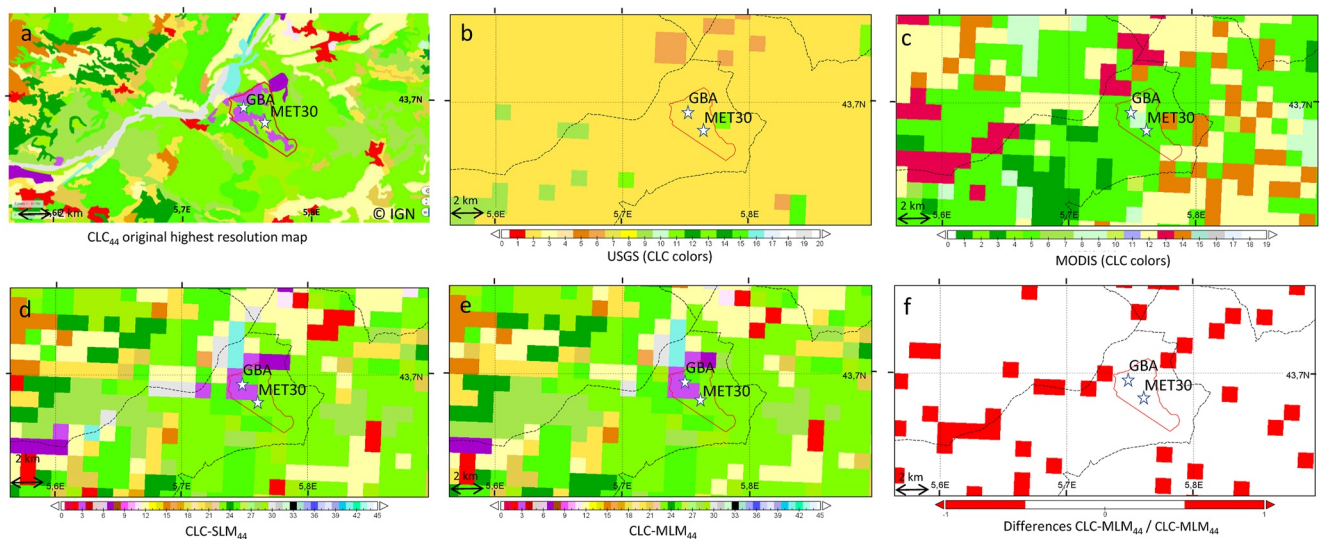 a
GBA
MET30
43,7N
2 km
5,7E
5,8E
© IGN
CLC44 original highest resolution map
b
GBA
MET30
2 km
5,6E
5,7E
5,8E
0 1 2 3 4 5 6 7 8 9 10 11 12 13 14 15 16 17 18 19 20
USGS (CLC colors)
c
43,7N
GBA
MET30
2 km
5,6E
5,8E
0 1 2 3 4 5 6 7 8 9 10 11 12 13 14 15 16 17 18 19
MODIS (CLC colors)
d
43,7N
GBA
MET30
2 km
5,6E
5,7E
5,8E
0 3 6 9 12 15 18 21 24 27 30 33 36 39 42 45
CLC-SLM44
e
GBA
MET30
2 km
5,6E
5,7E
5,8E
0 3 6 9 12 15 18 21 24 27 30 33 36 39 42 45
CLC-MLM44
f
43,7N
GBA
MET30
2 km
5,6E
5,7E
5,8E
-1 0 1
Differences CLC-MLM44 / CLC-MLM44